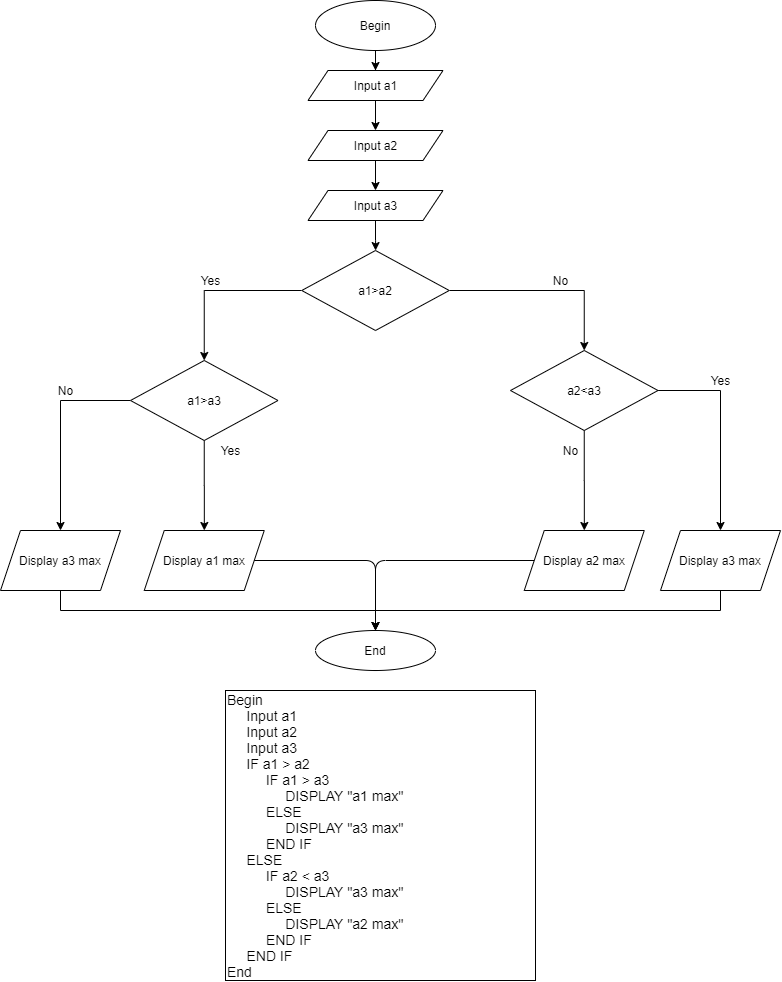 Begin
Input a1
Input a2
Input a3
a1>a2
Yes
No
a1>a3
No
Yes
a2<a3
Yes
No
Display a3 max
Display a1 max
Display a2 max
Display a3 max
End
Begin
Input a1
Input a2
Input a3
IF a1 > a2
IF a1 > a3
DISPLAY "a1 max"
ELSE
DISPLAY "a3 max"
END IF
ELSE
IF a2 < a3
DISPLAY "a3 max"
ELSE
DISPLAY "a2 max"
END IF
END IF
End